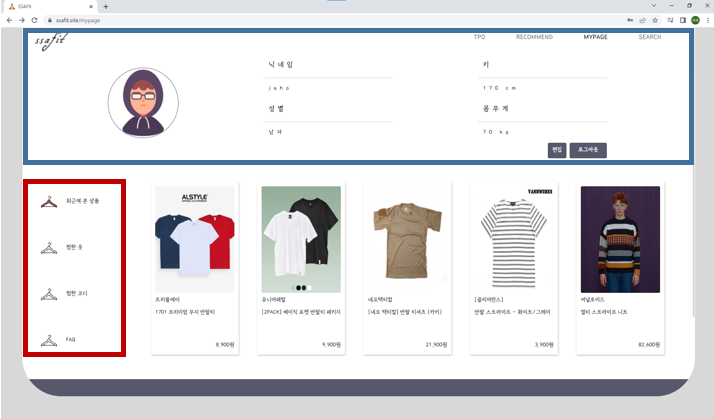 SSAFIT
ssafit.site/mypage
ssafit
TPO RECOMMEND MYPAGE SEARCH
닉네임 키
jaho 170 cm
성별 몸무게
남자 70 kg
편집 로그아웃
최근에 본 상품
찜한 옷
찜한 코디
FAQ
ALSTYLE
VANNWORKS
트리플에이
1701 프리미엄 무지 반팔티
8,900원
유니버셜
[2PACK] 베이직 포켓 반팔티 패키지
9,900원
네오택티컬
[네오 택티컬] 반팔 티셔츠 (카키)
21,900원
[클리어런스]
반팔 스트라이프 - 화이트/그레이
3,900원
어널로이드
멀티 스트라이프 니트
82,600원